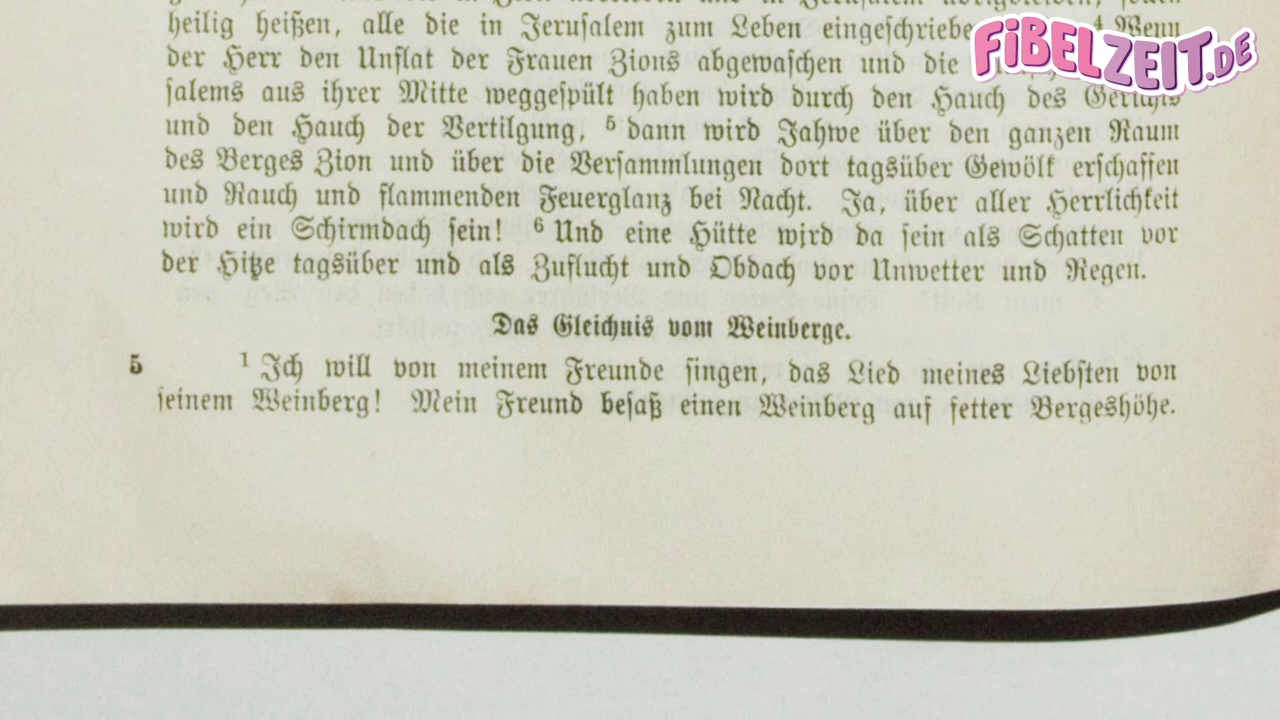 heilig heißen, alle die in Jerusalem zum Leben 4 Wenn
FiBELZEiT.DE
der Herr den Unflat der Frauen Zions abgewaschen und die
salems aus ihrer Mitte weggespült haben wird durch den Hauch des Gerichts
und den Hauch der Vertilgung, 5 dann wird Jahwe über den ganzen Raum
des Berges Zion und über die Versammlungen dort tagsüber Gewölk erschaffen
und Rauch und flammenden Feuerglanz bei Nacht. Ja, über aller Herrlichkeit
wird ein Schirmdach sein! 6 Und eine Hütte wird da sein als Schatten vor
der Hitze tagsüber und als Zuflucht und Obdach vor Unwetter und Regen.
Das Gleichnis vom Weinberge.
5 1 Ich will von meinem Freunde singen, das Lied meines Liebsten von
seinem Weinberg! Mein Freund besaß einen Weinberg auf fetter Bergeshöhe.